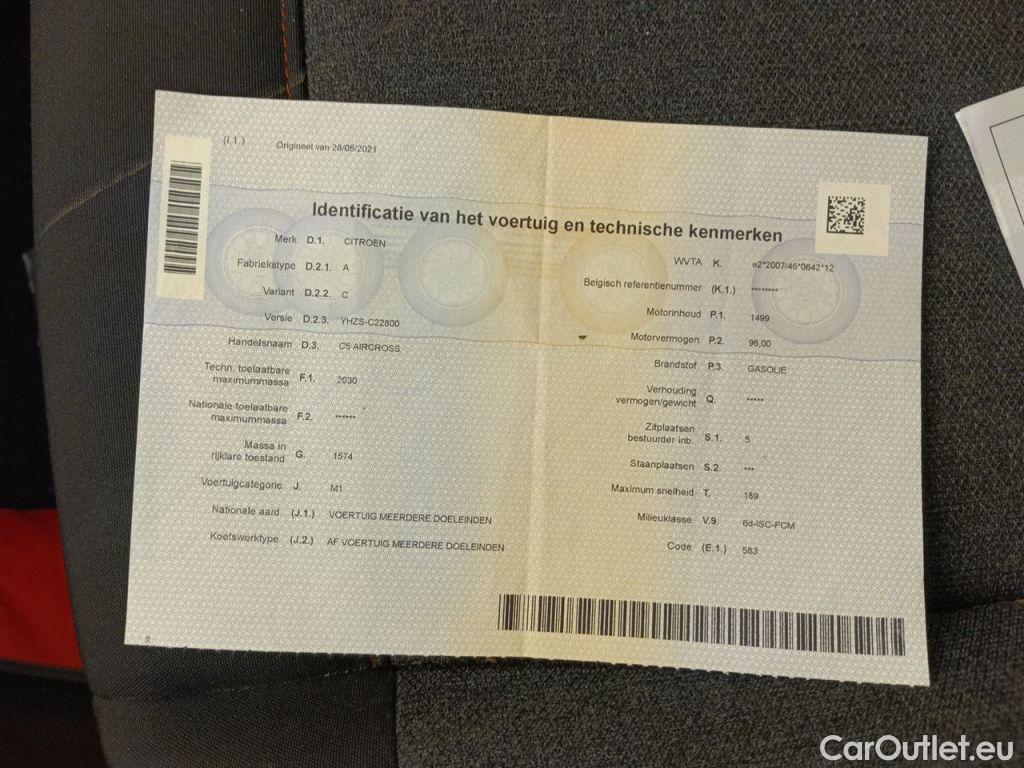 (I.1.) Origineel van 28/05/2021
Identificatie van het voertuig en technische kenmerken
Merk D.1. CITROEN
Fabriekstype D.2.1. A
Variant D.2.2. C
Versie D.2.3. YHZS-C22800
Handelsnaam D.3. C5 AIRCROSS
Techn. toelaatbare
maximummassa F.1. 2030
Nationale toelaatbare
maximummassa F.2. ******
Massa in
rijklare toestand G. 1574
Voertuigcategorie J. M1
Nationale aard (J.1.) VOERTUIG MEERDERE DOELEINDEN
Koetswerktype (J.2.) AF VOERTUIG MEERDERE DOELEINDEN
WVTA K. e2*2007/46*0642*12
Belgisch referentienummer (K.1.) ********
Motorinhoud P.1. 1499
Motorvermogen P.2. 96,00
Brandstof P.3. GASOLIE
Verhouding
vermogen/gewicht Q. *****
Zitplaatsen
bestuurder inb. S.1. 5
Staanplaatsen S.2. ***
Maximum snelheid T. 189
Milieuklasse V.9. 6d-ISC-FCM
Code (E.1.) 583
CarOutlet.eu